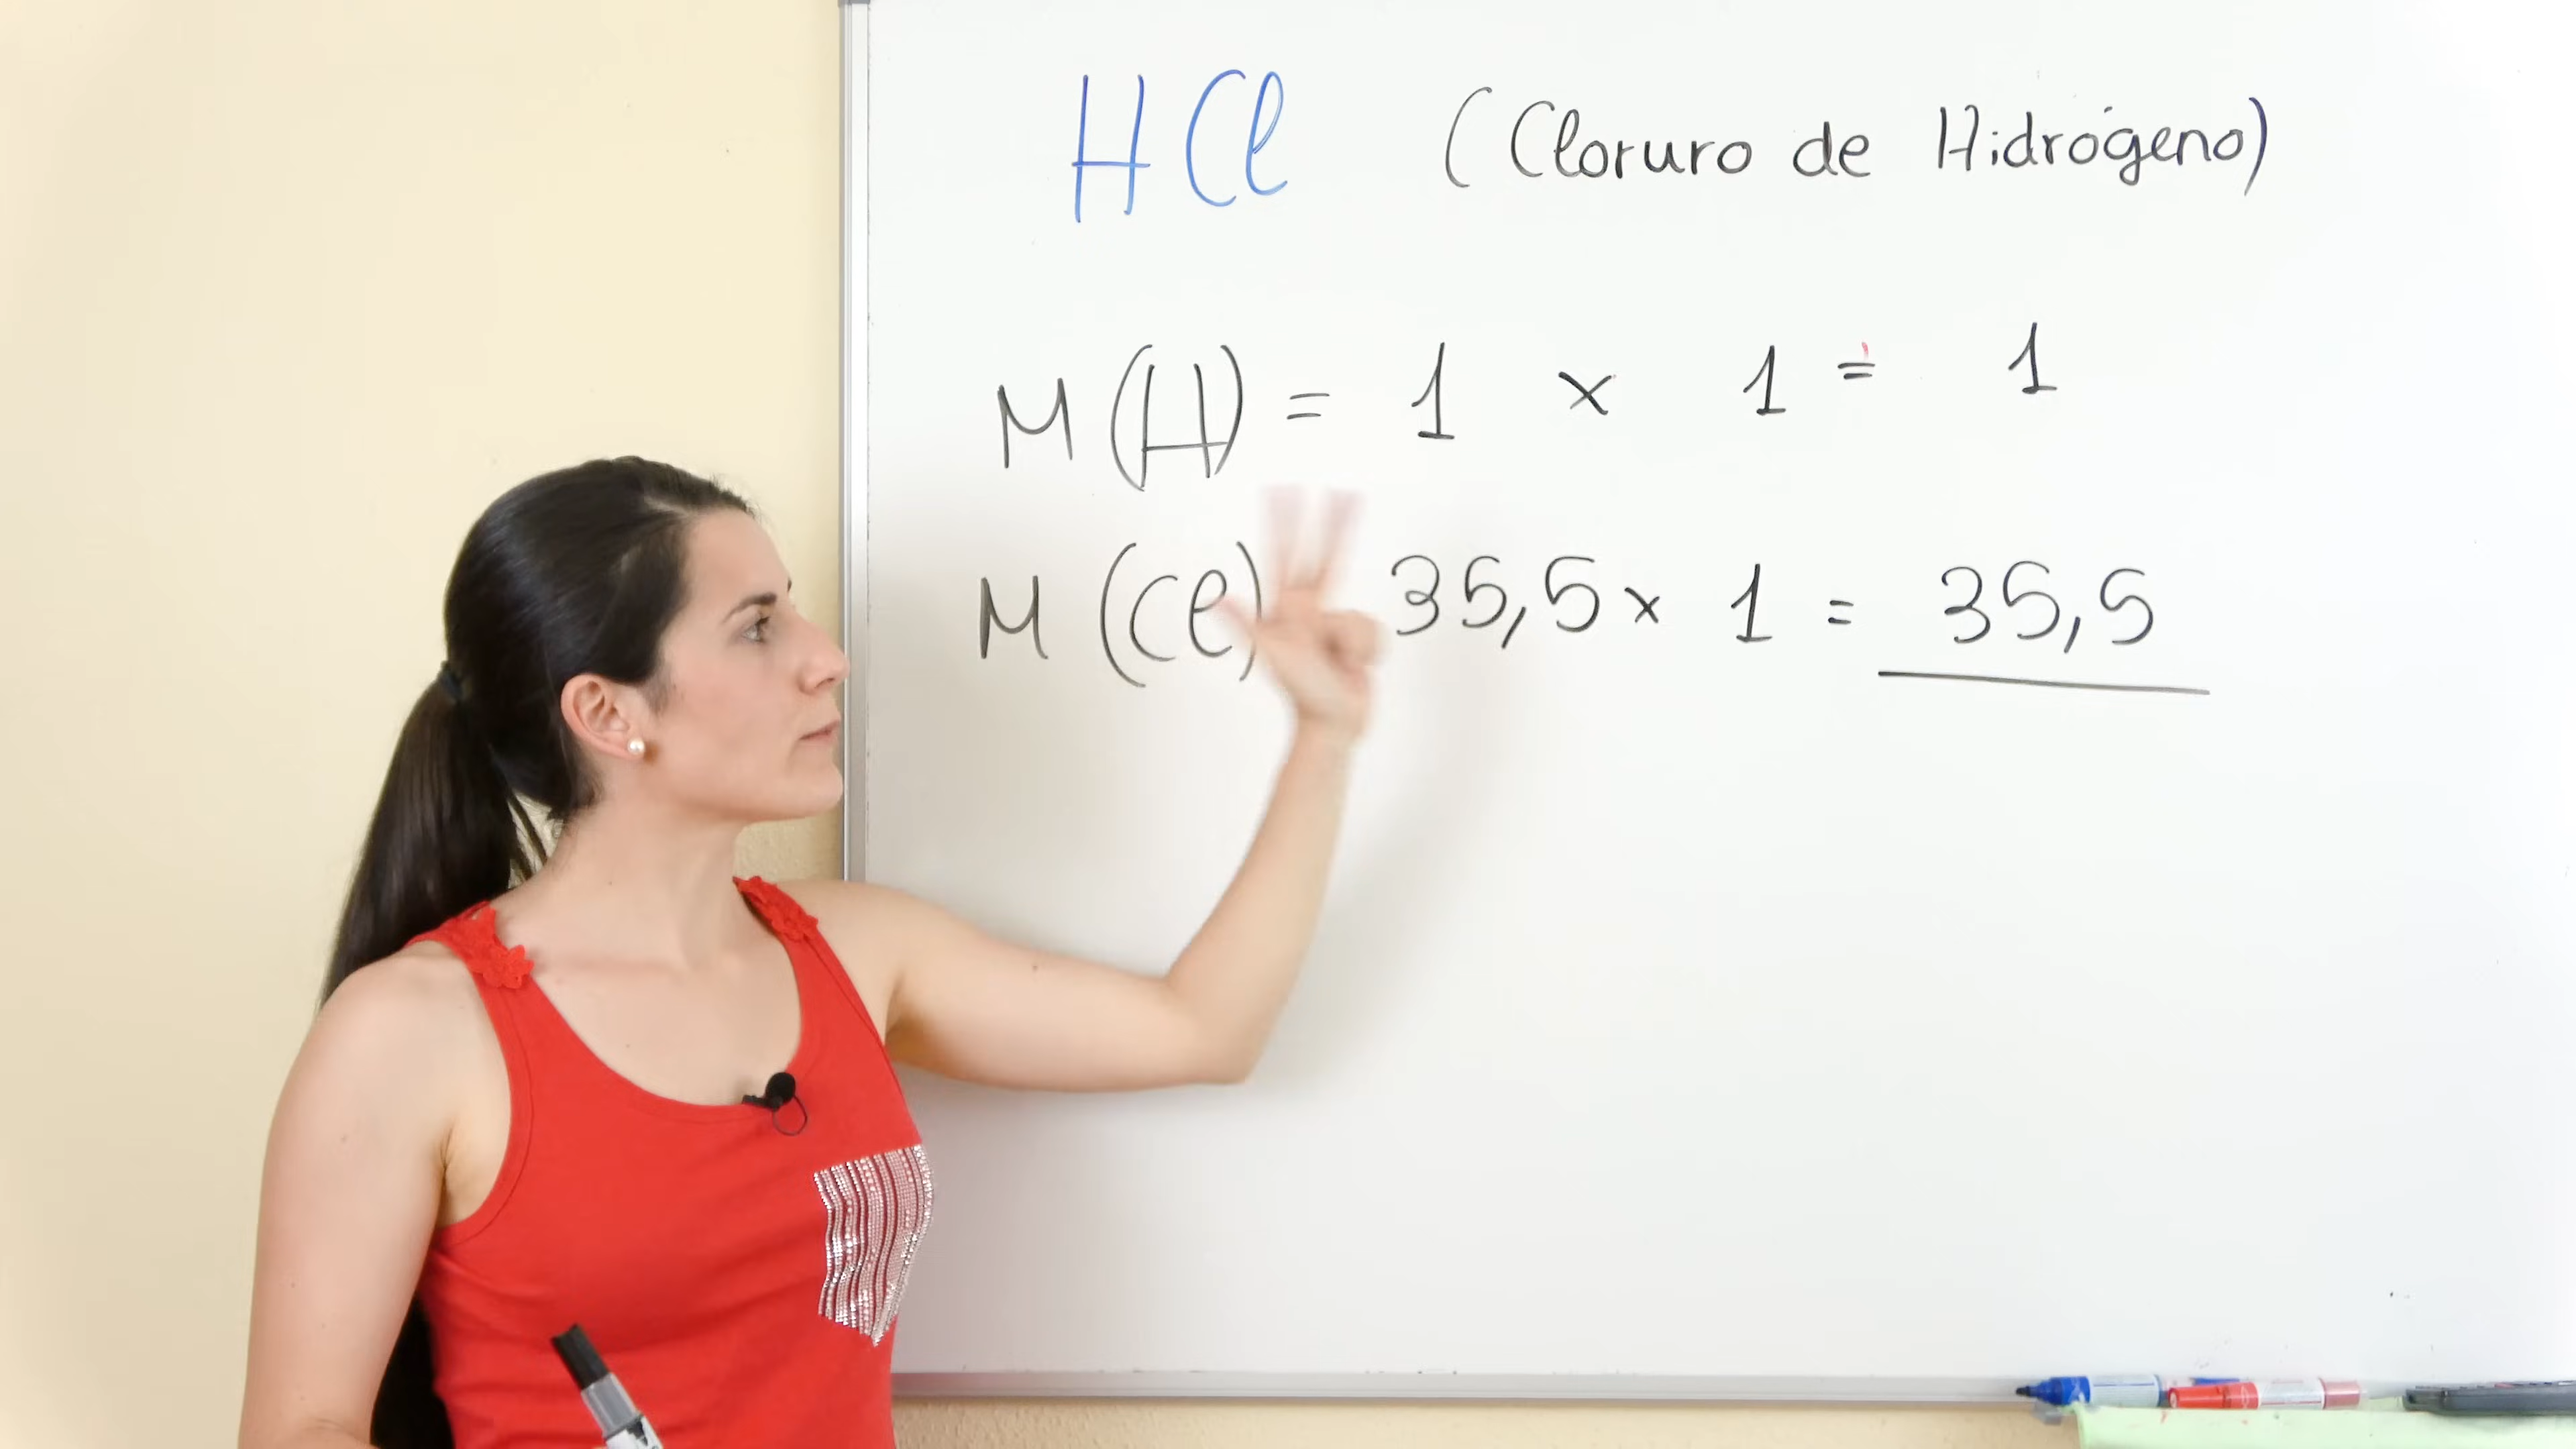 HCl (Cloruro de Hidrógeno)
M (H) = 1 x 1 = 1
M (Cl) 35,5 x 1 = 35,5